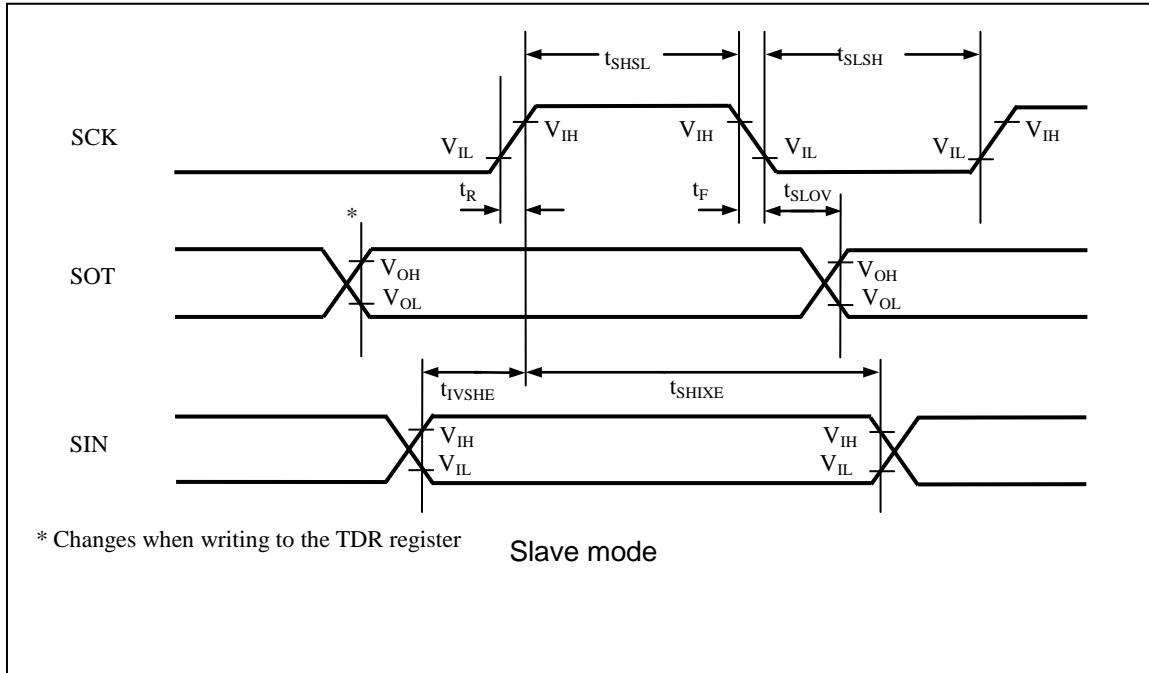 tSHSL
tSLSH
SCK
VIH
VIH
VIH
VIL
VIL
VIL
tR
tF
tSLOV
*
SOT
VOH
VOH
VOL
VOL
tIVSHE
tSHIXE
SIN
VIH
VIH
VIL
VIL
* Changes when writing to the TDR register
Slave mode